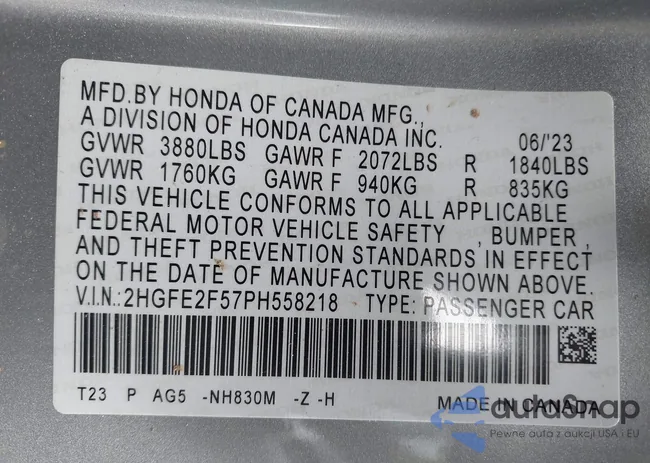 MFD.BY HONDA OF CANADA MFG.,
A DIVISION OF HONDA CANADA INC. 06/'23
GVWR 3880LBS GAWR F 2072LBS R 1840LBS
GVWR 1760KG GAWR F 940KG R 835KG
THIS VEHICLE CONFORMS TO ALL APPLICABLE
FEDERAL MOTOR VEHICLE SAFETY , BUMPER ,
AND THEFT PREVENTION STANDARDS IN EFFECT
ON THE DATE OF MANUFACTURE SHOWN ABOVE.
V.I.N.:2HGFE2F57PH558218 TYPE: PASSENGER CAR
T23 P AG5 -NH830M -Z -H MADE IN CANADA
autoSnap
Pewne auta z aukcji USA i EU